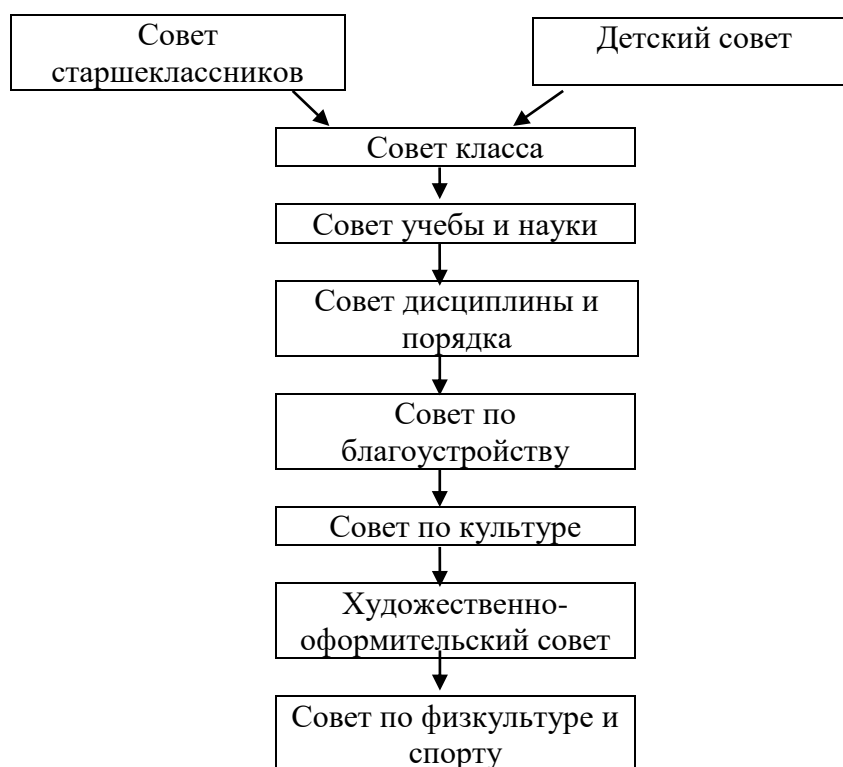 Совет
старшеклассников
Детский совет
Совет класса
Совет учебы и науки
Совет дисциплины и
порядка
Совет по
благоустройству
Совет по культуре
Художественно-
оформительский совет
Совет по физкультуре и
спорту